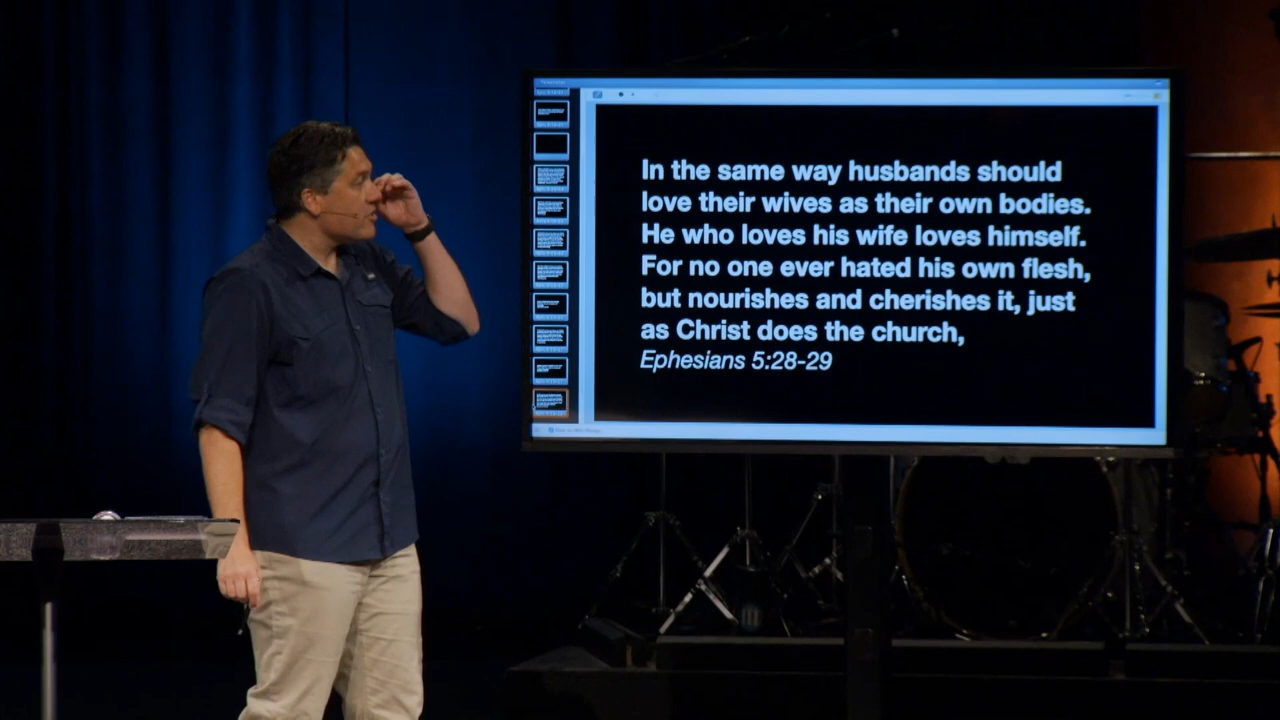 In the same way husbands should
love their wives as their own bodies.
He who loves his wife loves himself.
For no one ever hated his own flesh,
but nourishes and cherishes it, just
as Christ does the church,
Ephesians 5:28-29